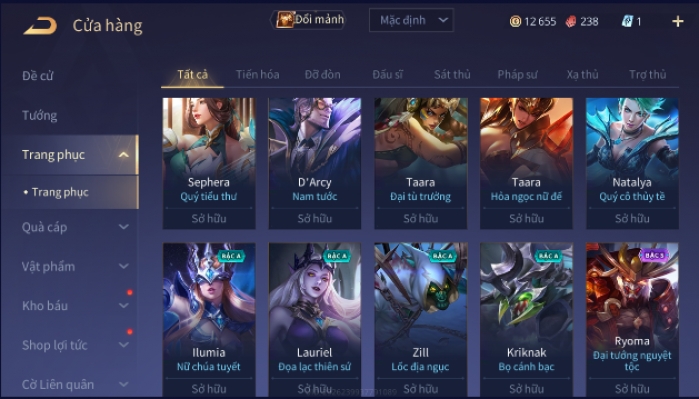 Cửa hàng
Đổi mảnh
Mặc định
12 655
238
1
Đề cử
Tướng
Trang phục
• Trang phục
Quà cáp
Vật phẩm
Kho báu
Shop lợi tức
Cờ Liên quân
Tất cả
Tiến hóa
Đỡ đòn
Đấu sĩ
Sát thủ
Pháp sư
Xạ thủ
Trợ thủ
Sephera
Quý tiểu thư
Sở hữu
D'Arcy
Nam tước
Sở hữu
Taara
Đại tù trưởng
Sở hữu
Taara
Hỏa ngọc nữ đế
Sở hữu
Natalya
Quý cô thủy tề
Sở hữu
BẬC A
Ilumia
Nữ chúa tuyết
Sở hữu
BẬC A
Lauriel
Đọa lạc thiên sứ
Sở hữu
BẬC A
Zill
Lốc địa ngục
Sở hữu
BẬC A
Kriknak
Bọ cánh bạc
Sở hữu
BẬC S
Ryoma
Đại tướng nguyệt
tộc
Sở hữu